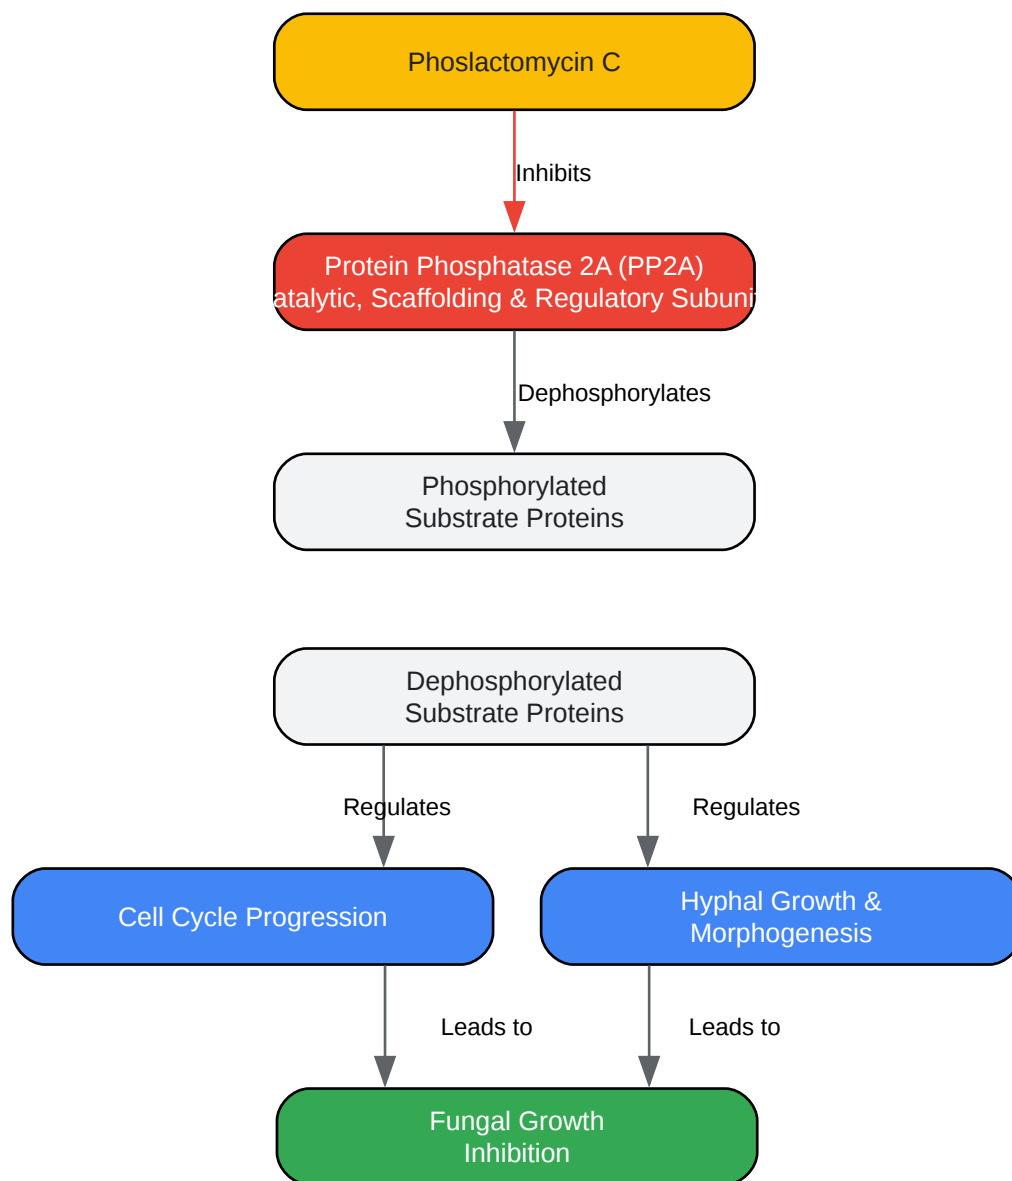 Phoslactomycin C
Inhibits
Protein Phosphatase 2A (PP2A)
atalytic, Scaffolding & Regulatory Subuni
Dephosphorylates
Phosphorylated
Substrate Proteins
Dephosphorylated
Substrate Proteins
Regulates
Regulates
Cell Cycle Progression
Hyphal Growth &
Morphogenesis
Leads to
Leads to
Fungal Growth
Inhibition